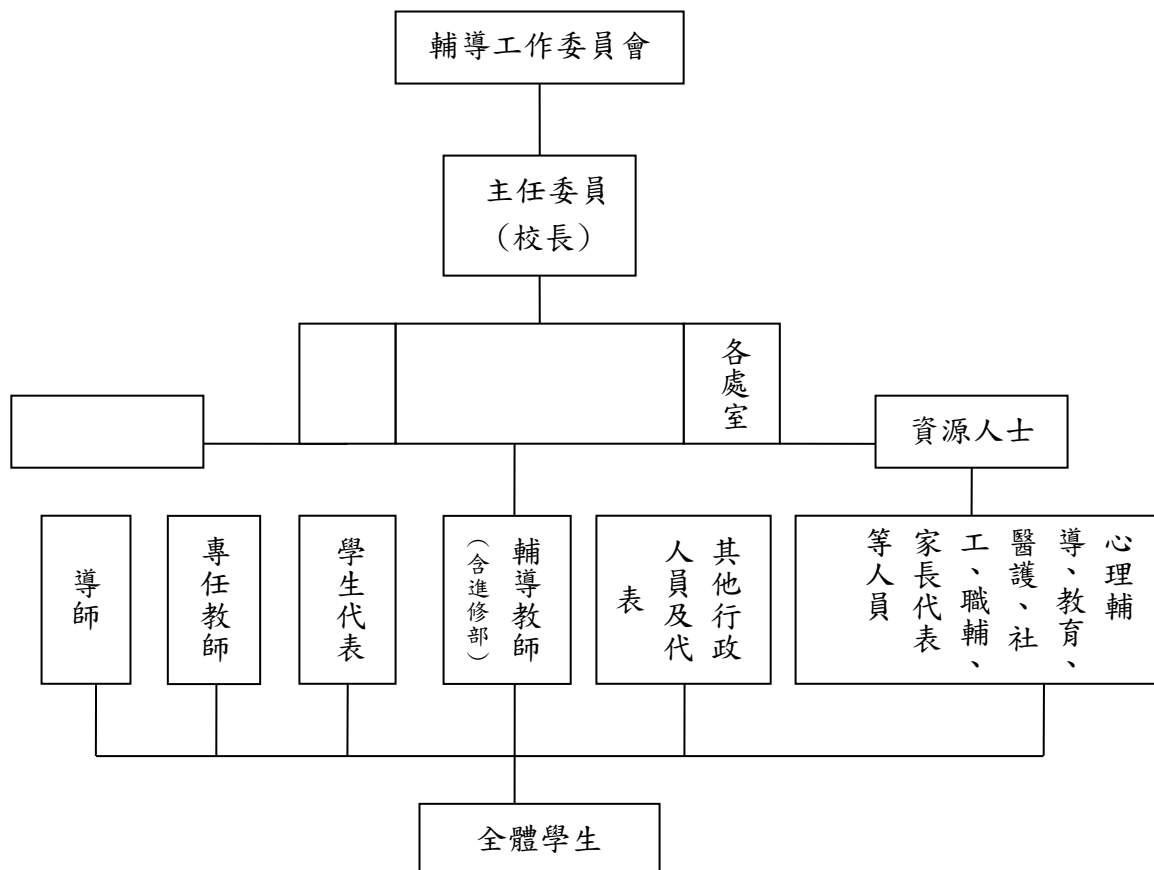 輔導工作委員會
主任委員
（校長）
各處室
資源人士
導師
專任教師
學生代表
輔導教師
（含進修部）
其他行政
人員及代
表
心理輔
導、教育、
醫護、社
工、職輔、
家長代表
等人員
全體學生